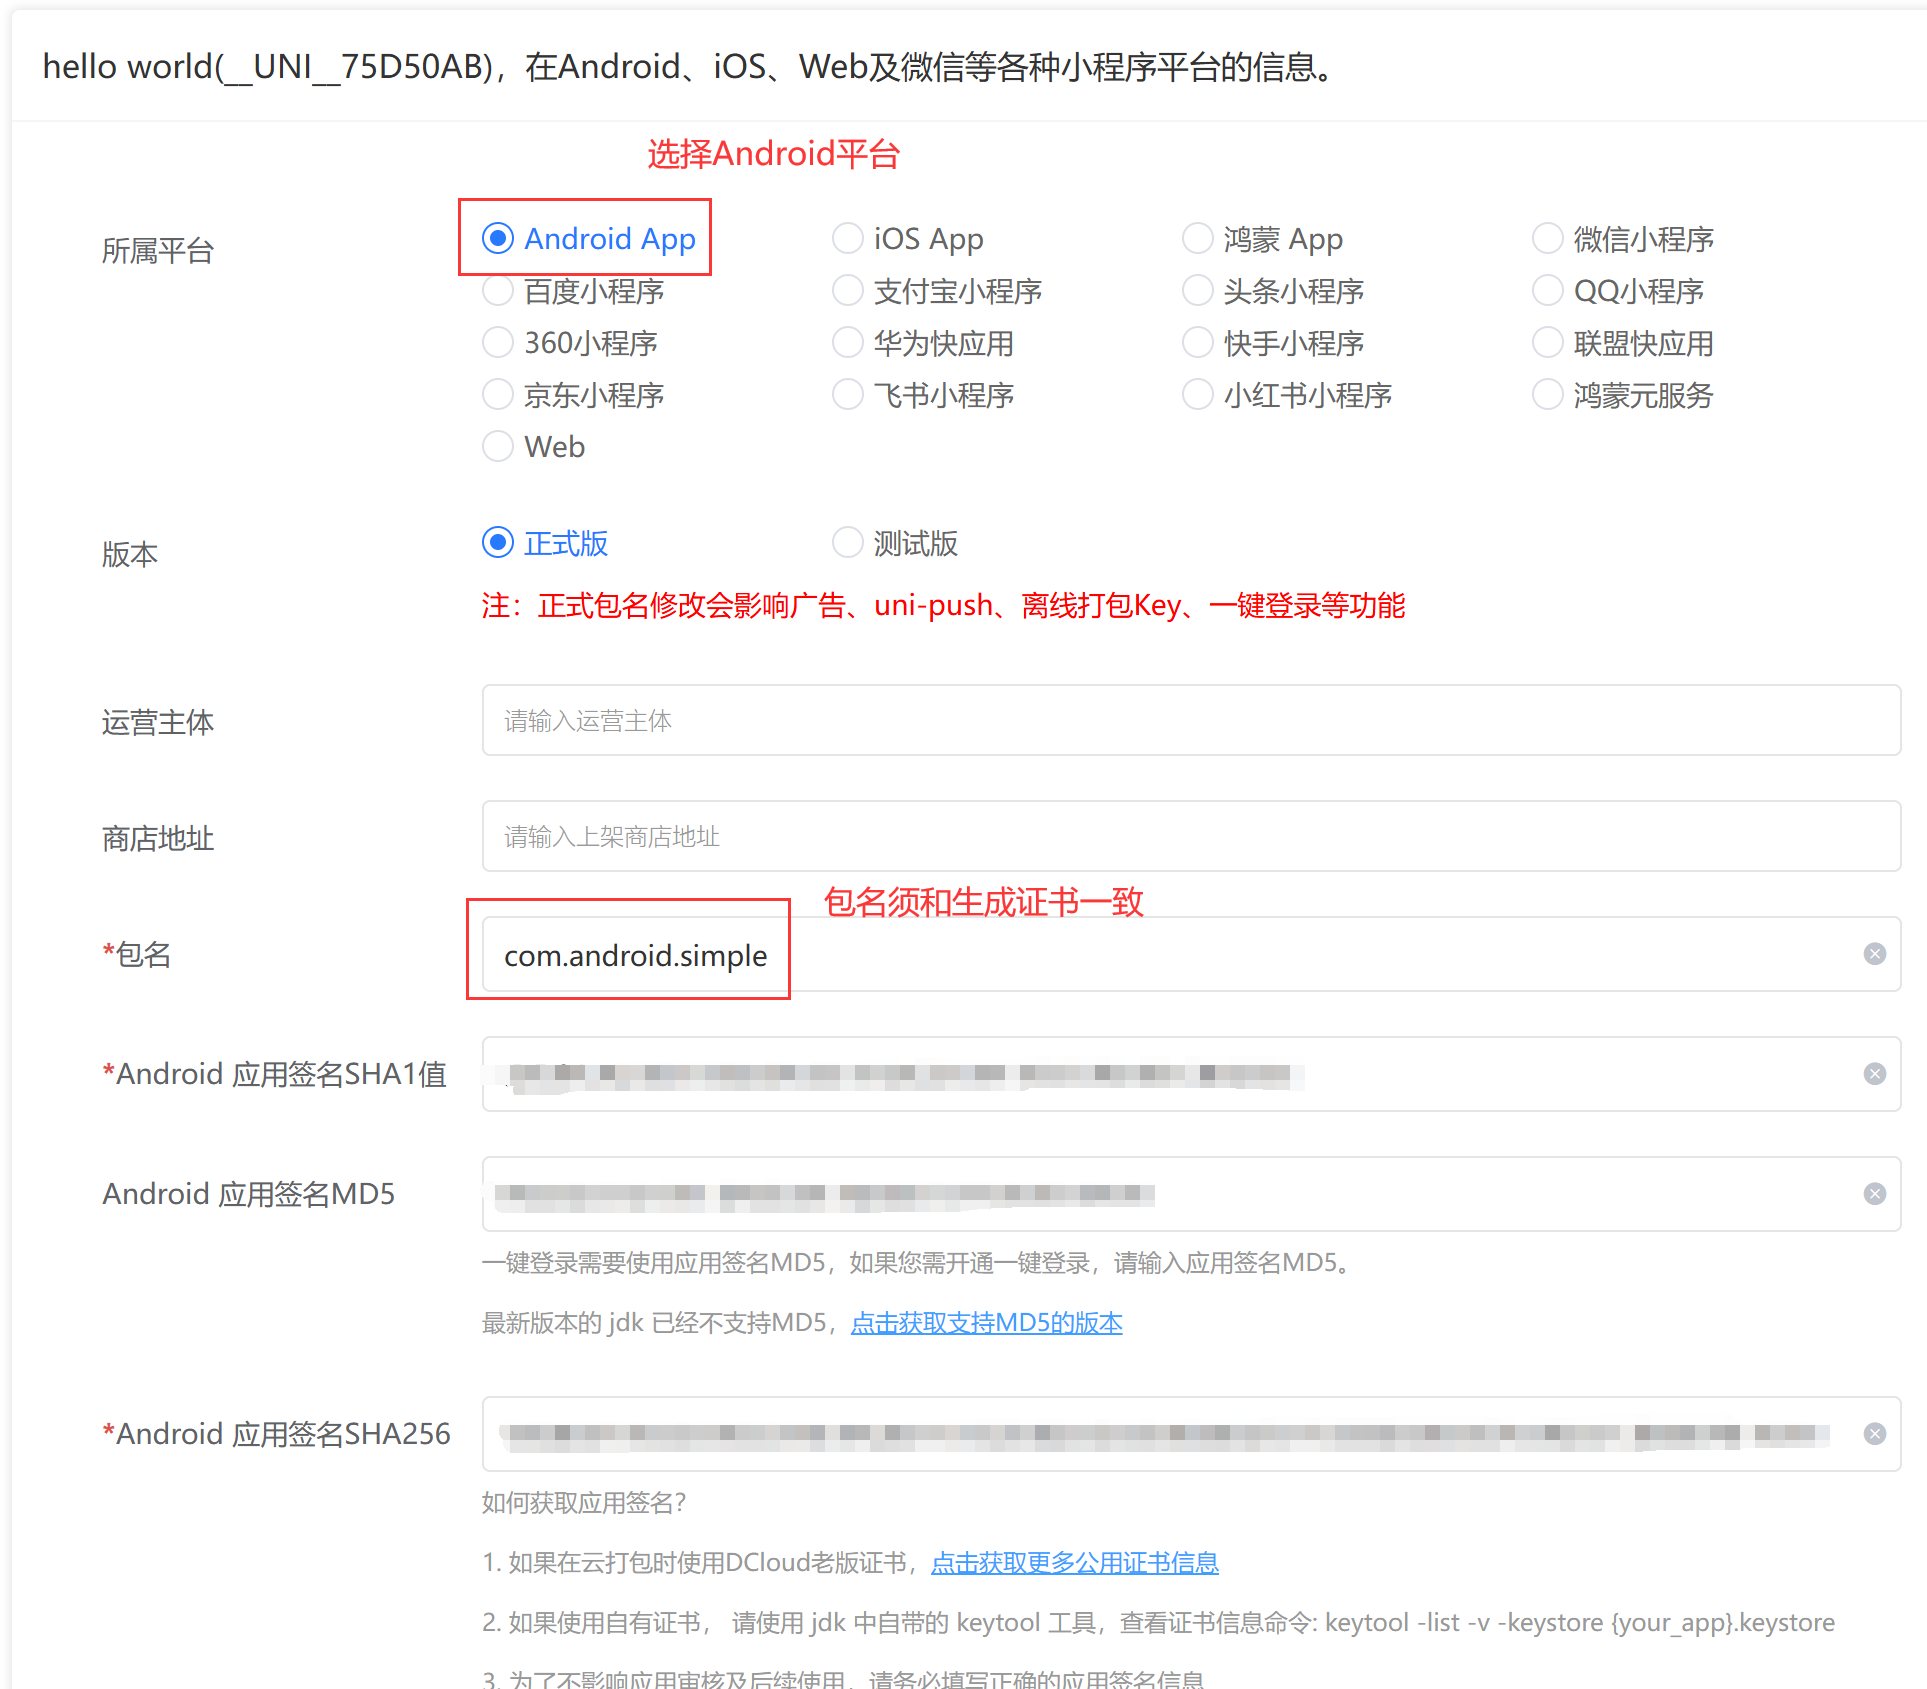 hello world(__UNI__75D50AB)，在Android、iOS、Web及微信等各种小程序平台的信息。
选择Android平台
所属平台
Android App
iOS App
鸿蒙 App
微信小程序
百度小程序
支付宝小程序
头条小程序
QQ小程序
360小程序
华为快应用
快手小程序
联盟快应用
京东小程序
飞书小程序
小红书小程序
鸿蒙元服务
Web
版本
正式版
测试版
注：正式包名修改会影响广告、uni-push、离线打包Key、一键登录等功能
运营主体
请输入运营主体
商店地址
请输入上架商店地址
包名须和生成证书一致
*包名
com.android.simple
*Android 应用签名SHA1值
Android 应用签名MD5
一键登录需要使用应用签名MD5，如果您需开通一键登录，请输入应用签名MD5。
最新版本的 jdk 已经不支持MD5，点击获取支持MD5的版本
*Android 应用签名SHA256
如何获取应用签名？
1. 如果在云打包时使用DCloud老版证书，点击获取更多公用证书信息
2. 如果使用自有证书， 请使用 jdk 中自带的 keytool 工具，查看证书信息命令: keytool -list -v -keystore {your_app}.keystore
3. 为了不影响应用审核及后续使用，请务必填写正确的应用签名信息